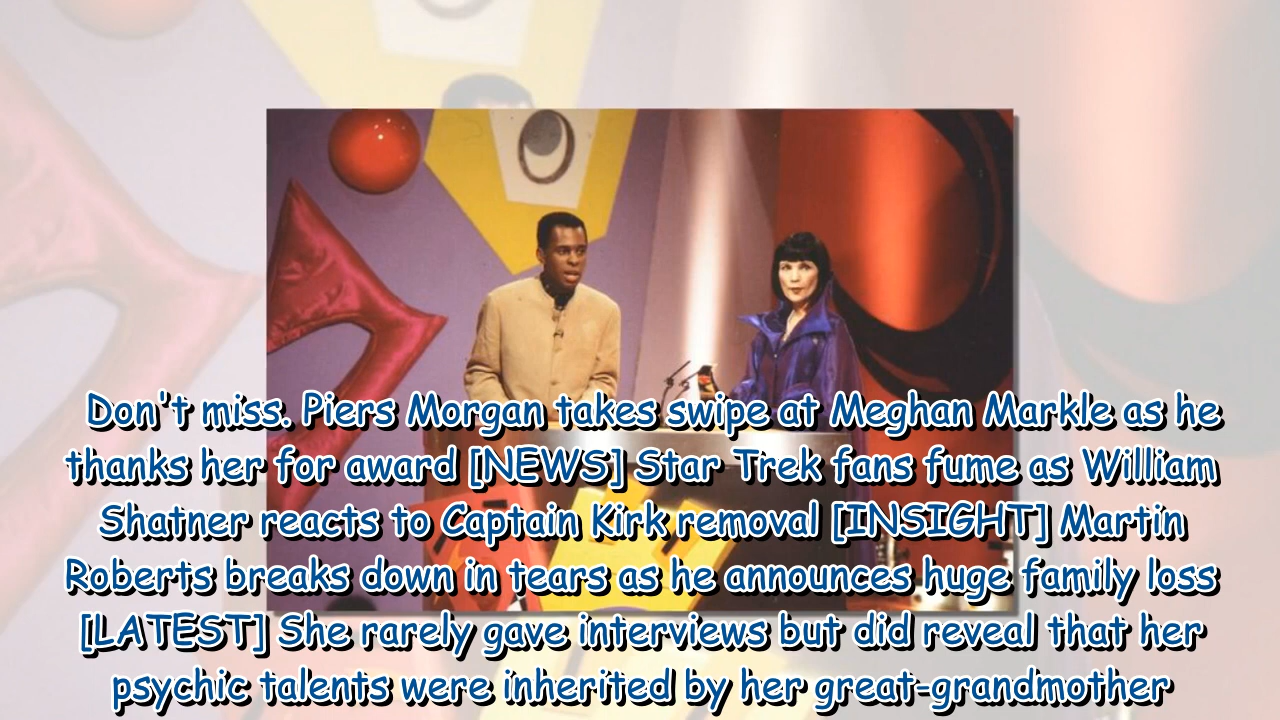 Don't miss. Piers Morgan takes swipe at Meghan Markle as he
thanks her for award [NEWS] Star Trek fans fume as William
Shatner reacts to Captain Kirk removal [INSIGHT] Martin
Roberts breaks down in tears as he announces huge family loss
[LATEST] She rarely gave interviews but did reveal that her
psychic talents were inherited by her great-grandmother